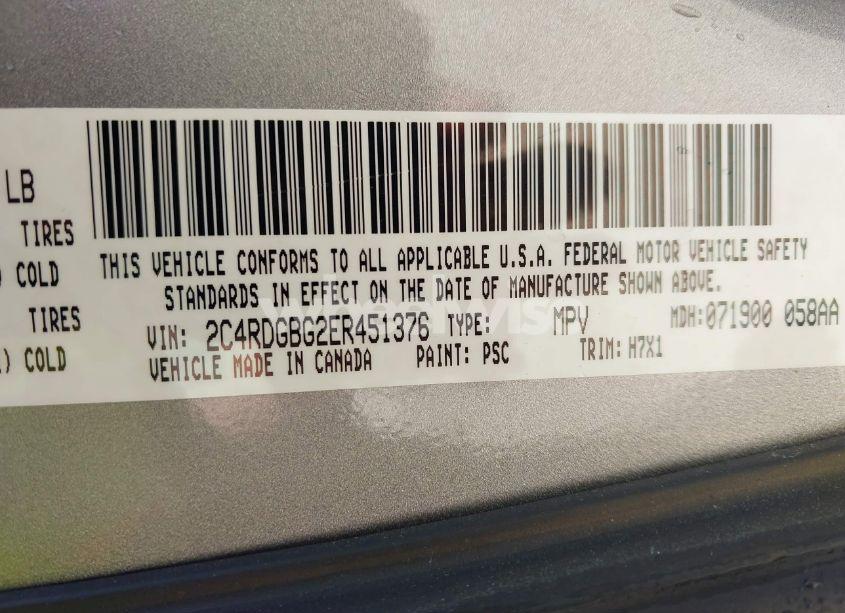 LB
TIRES
) COLD
TIRES
) COLD
THIS VEHICLE CONFORMS TO ALL APPLICABLE U.S.A. FEDERAL MOTOR VEHICLE SAFETY
STANDARDS IN EFFECT ON THE DATE OF MANUFACTURE SHOWN ABOVE.
VIN: 2C4RDGBG2ER451376 TYPE: MPV MDH:071900 058AA
VEHICLE MADE IN CANADA PAINT: PSC TRIM: H7X1